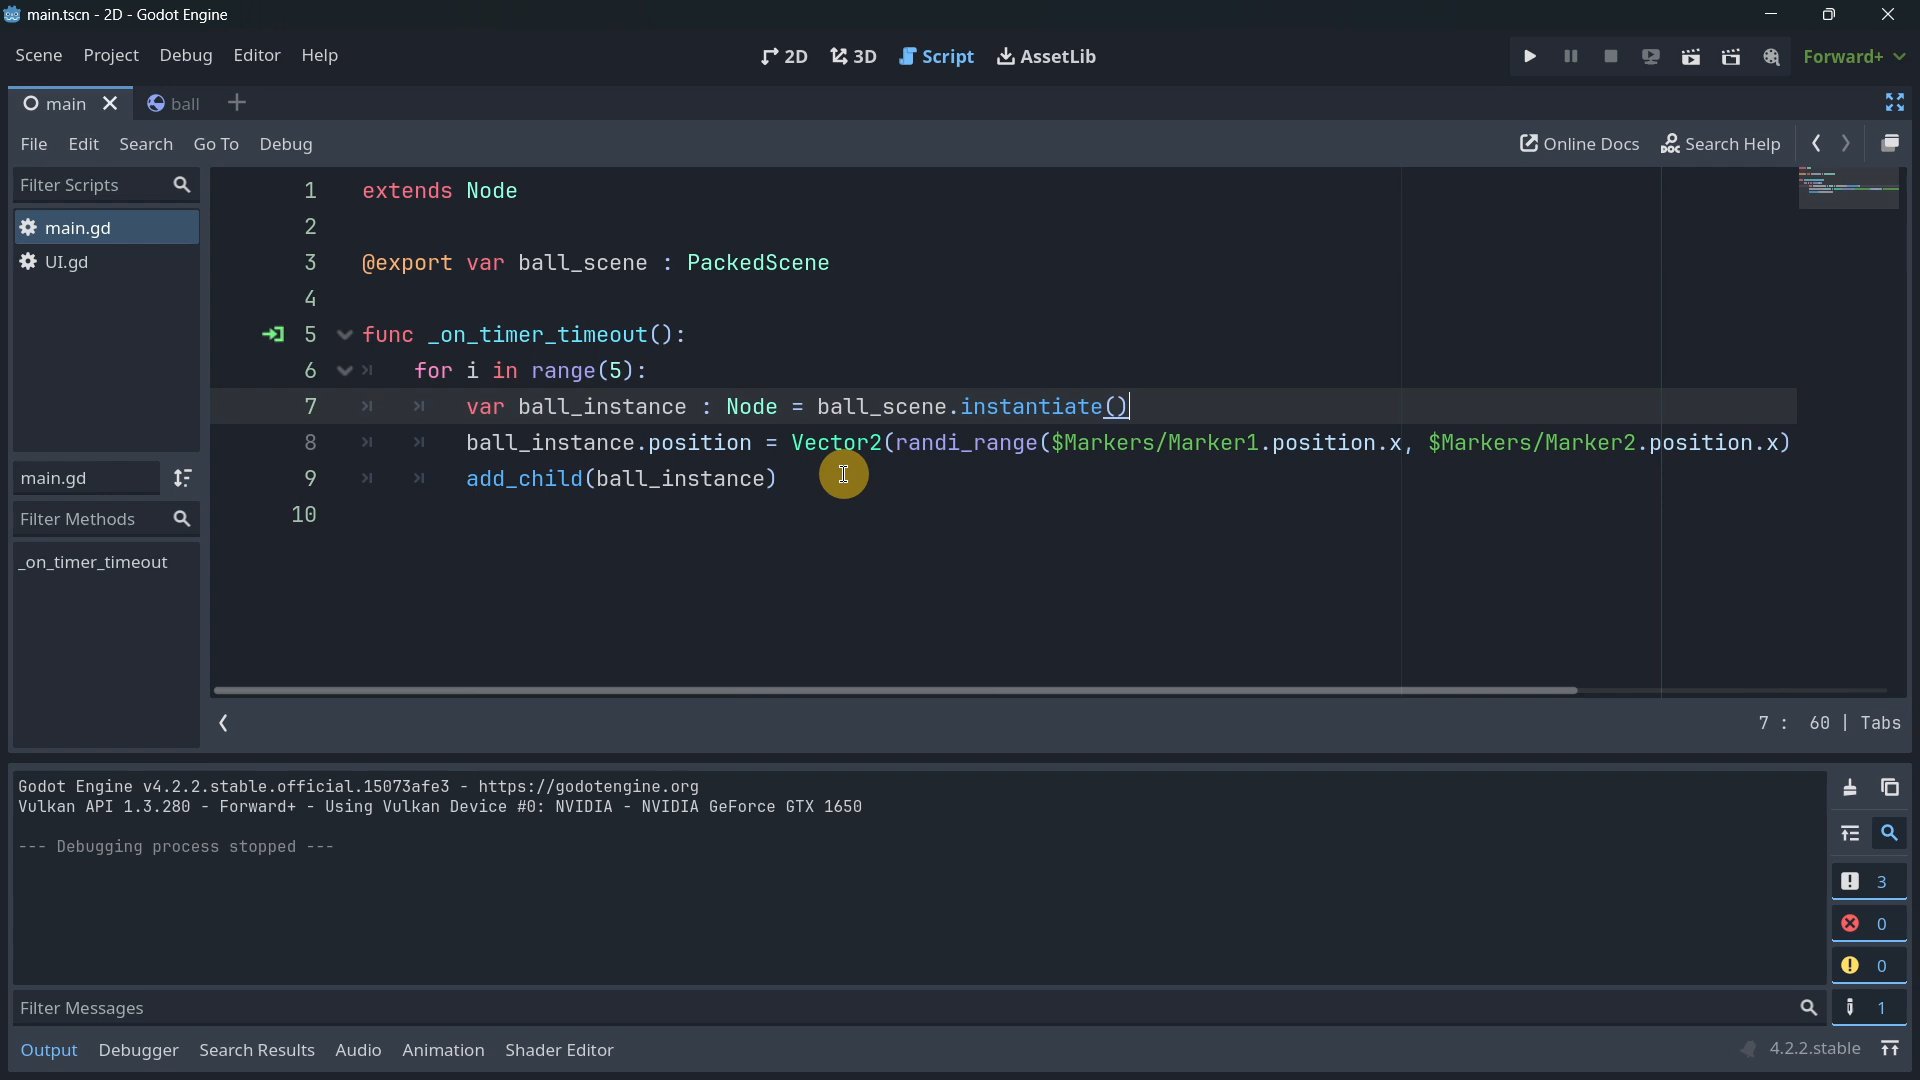 main.tscn - 2D - Godot Engine
Scene Project Debug Editor Help
2D 3D Script AssetLib
Forward+
main ball
File Edit Search Go To Debug
Online Docs Search Help
Filter Scripts
main.gd
UI.gd
main.gd
Filter Methods
_on_timer_timeout
1 extends Node
2
3 @export var ball_scene : PackedScene
4
5 func _on_timer_timeout():
6 for i in range(5):
7 var ball_instance : Node = ball_scene.instantiate()
8 ball_instance.position = Vector2(randi_range($Markers/Marker1.position.x, $Markers/Marker2.position.x)
9 add_child(ball_instance)
10
7 : 60 | Tabs
Godot Engine v4.2.2.stable.official.15073afe3 - https://godotengine.org
Vulkan API 1.3.280 - Forward+ - Using Vulkan Device #0: NVIDIA - NVIDIA GeForce GTX 1650
--- Debugging process stopped ---
3
0
0
1
Filter Messages
Output Debugger Search Results Audio Animation Shader Editor
4.2.2.stable